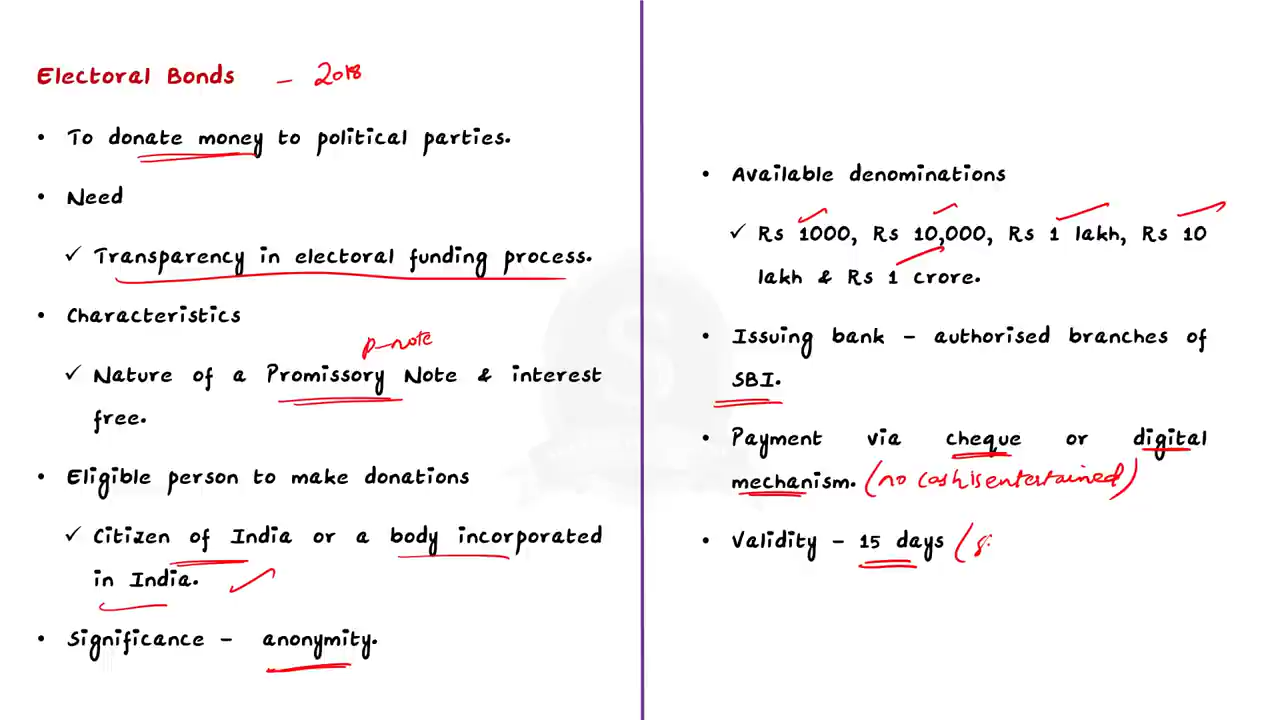 Electoral Bonds – 2018
• To donate money to political parties.
• Need
✓ Transparency in electoral funding process.
• Characteristics
p-note
✓ Nature of a Promissory Note & interest
free.
• Eligible person to make donations
✓ Citizen of India or a body incorporated
in India.
• Significance – anonymity.
• Available denominations
✓ Rs 1000, Rs 10,000, Rs 1 lakh, Rs 10
lakh & Rs 1 crore.
• Issuing bank – authorised branches of
SBI.
• Payment via cheque or digital
mechanism. (no cash is entertained)
• Validity – 15 days (